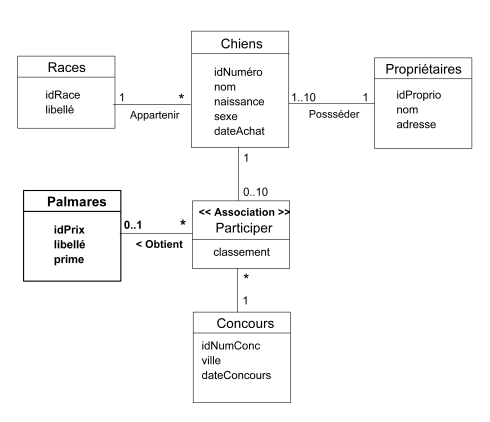 Chiens
idNuméro
nom
naissance
sexe
dateAchat
Races
idRace
libellé
1
*
Appartenir
Propriétaires
idProprio
nom
adresse
1..10
1
Possséder
1
0..10
Palmares
idPrix
libellé
prime
0..1
*
< Obtient
<< Association >>
Participer
classement
*
1
Concours
idNumConc
ville
dateConcours